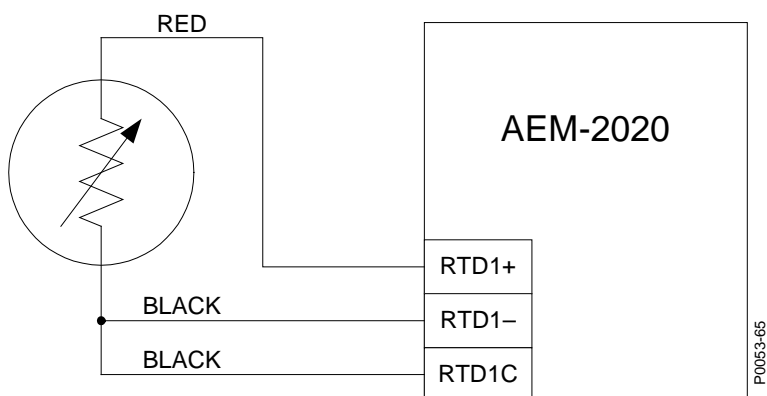 RED
AEM-2020
RTD1+
BLACK
RTD1–
BLACK
RTD1C
P0053-65